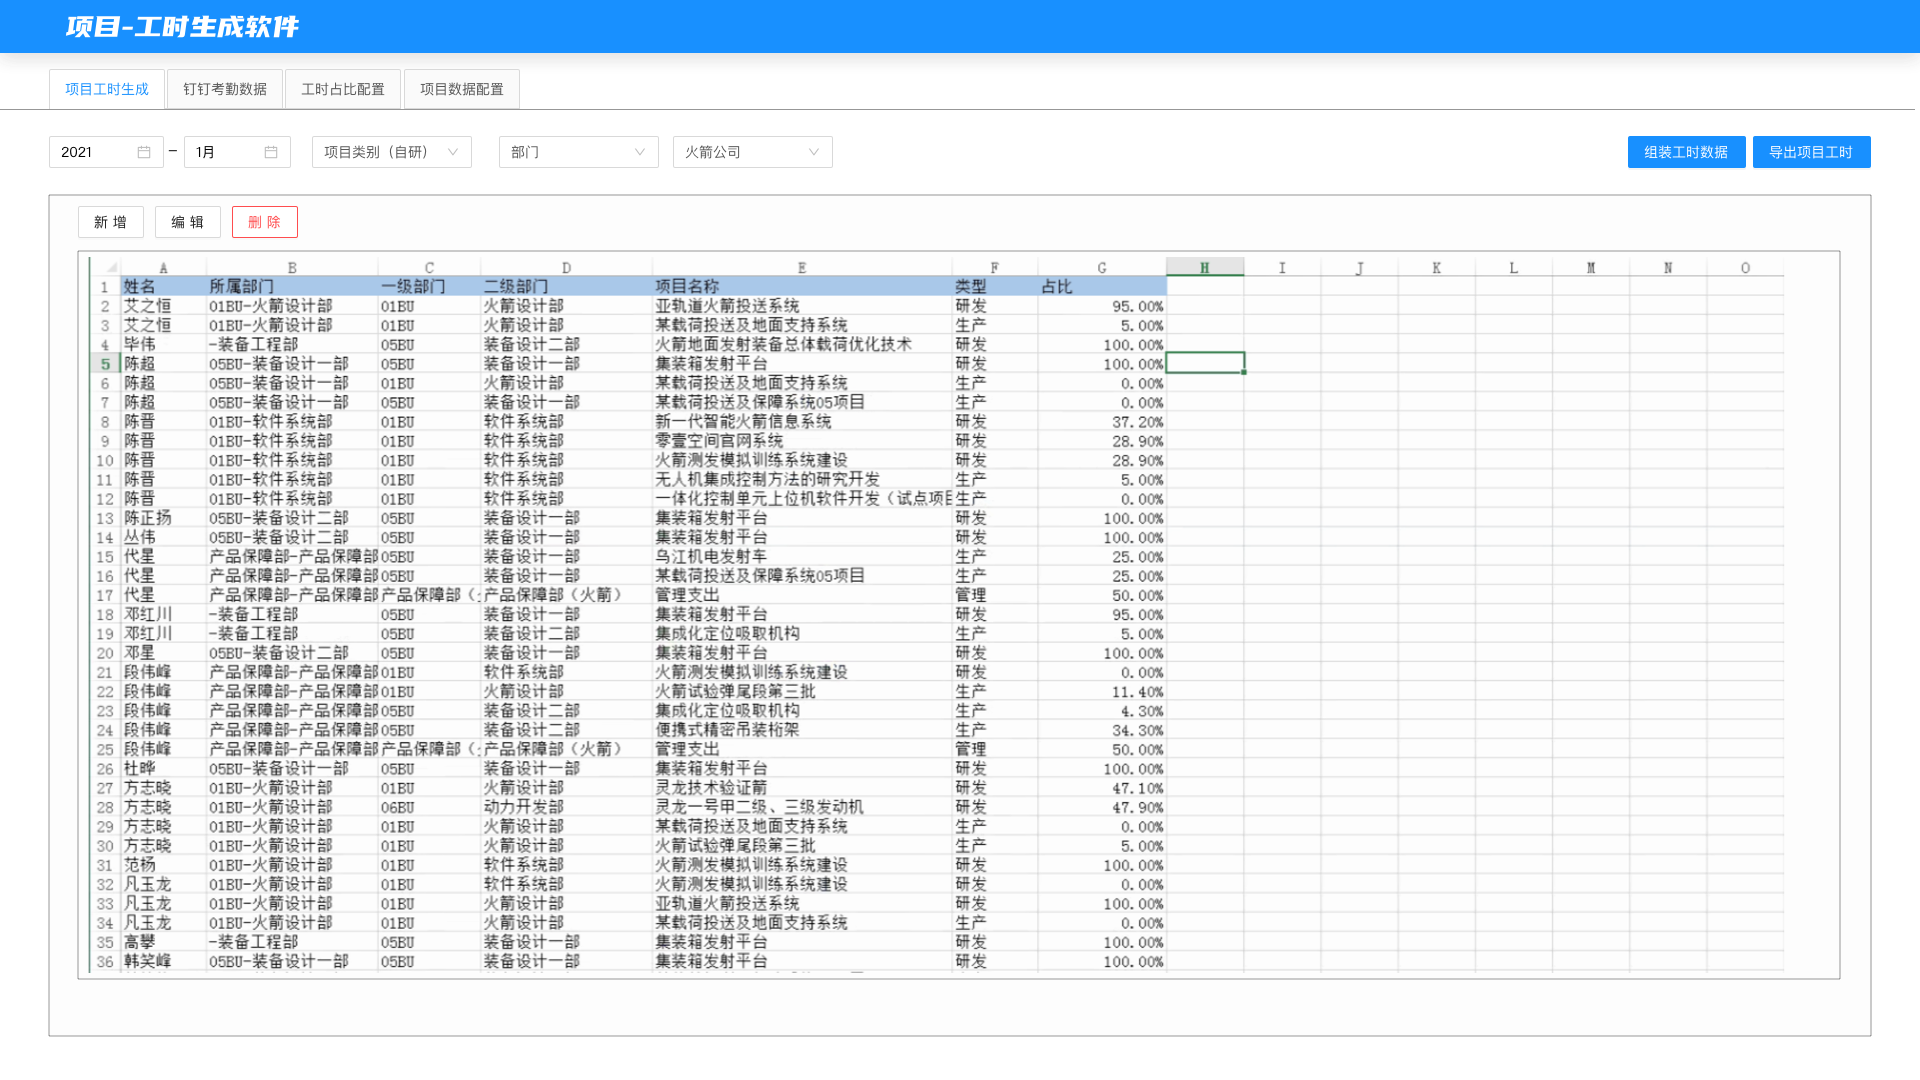 项目-工时生成软件
项目工时生成 钉钉考勤数据 工时占比配置 项目数据配置
2021 – 1月 项目类别（自研） 部门 火箭公司 组装工时数据 导出项目工时
新 增 编 辑 删 除
A B C D E F G H I J K L M N O
1 姓名 所属部门 一级部门 二级部门 项目名称 类型 占比
2 艾之恒 01BU-火箭设计部 01BU 火箭设计部 亚轨道火箭投送系统 研发 95.00%
3 艾之恒 01BU-火箭设计部 01BU 火箭设计部 某载荷投送及地面支持系统 生产 5.00%
4 毕伟 -装备工程部 05BU 装备设计二部 火箭地面发射装备总体载荷优化技术 研发 100.00%
5 陈超 05BU-装备设计一部 05BU 装备设计一部 集装箱发射平台 研发 100.00%
6 陈超 05BU-装备设计一部 01BU 火箭设计部 某载荷投送及地面支持系统 生产 0.00%
7 陈超 05BU-装备设计一部 05BU 装备设计一部 某载荷投送及保障系统05项目 生产 0.00%
8 陈晋 01BU-软件系统部 01BU 软件系统部 新一代智能火箭信息系统 研发 37.20%
9 陈晋 01BU-软件系统部 01BU 软件系统部 零壹空间官网系统 研发 28.90%
10 陈晋 01BU-软件系统部 01BU 软件系统部 火箭测发模拟训练系统建设 研发 28.90%
11 陈晋 01BU-软件系统部 01BU 软件系统部 无人机集成控制方法的研究开发 生产 5.00%
12 陈晋 01BU-软件系统部 01BU 软件系统部 一体化控制单元上位机软件开发（试点项目 生产 0.00%
13 陈正扬 05BU-装备设计二部 05BU 装备设计一部 集装箱发射平台 研发 100.00%
14 丛伟 05BU-装备设计二部 05BU 装备设计一部 集装箱发射平台 研发 100.00%
15 代星 产品保障部-产品保障部 05BU 装备设计一部 乌江机电发射车 生产 25.00%
16 代星 产品保障部-产品保障部 05BU 装备设计一部 某载荷投送及保障系统05项目 生产 25.00%
17 代星 产品保障部-产品保障部 产品保障部（ 产品保障部（火箭） 管理支出 管理 50.00%
18 邓红川 -装备工程部 05BU 装备设计一部 集装箱发射平台 研发 95.00%
19 邓红川 -装备工程部 05BU 装备设计二部 集成化定位吸取机构 生产 5.00%
20 邓星 05BU-装备设计二部 05BU 装备设计一部 集装箱发射平台 研发 100.00%
21 段伟峰 产品保障部-产品保障部 01BU 软件系统部 火箭测发模拟训练系统建设 研发 0.00%
22 段伟峰 产品保障部-产品保障部 01BU 火箭设计部 火箭试验弹尾段第三批 生产 11.40%
23 段伟峰 产品保障部-产品保障部 05BU 装备设计二部 集成化定位吸取机构 生产 4.30%
24 段伟峰 产品保障部-产品保障部 05BU 装备设计二部 便携式精密吊装桁架 生产 34.30%
25 段伟峰 产品保障部-产品保障部 产品保障部（ 产品保障部（火箭） 管理支出 管理 50.00%
26 杜晔 05BU-装备设计一部 05BU 装备设计一部 集装箱发射平台 研发 100.00%
27 方志晓 01BU-火箭设计部 01BU 火箭设计部 灵龙技术验证箭 研发 47.10%
28 方志晓 01BU-火箭设计部 06BU 动力开发部 灵龙一号甲二级、三级发动机 研发 47.90%
29 方志晓 01BU-火箭设计部 01BU 火箭设计部 某载荷投送及地面支持系统 生产 0.00%
30 方志晓 01BU-火箭设计部 01BU 火箭设计部 火箭试验弹尾段第三批 生产 5.00%
31 范杨 01BU-火箭设计部 01BU 软件系统部 火箭测发模拟训练系统建设 研发 100.00%
32 凡玉龙 01BU-火箭设计部 01BU 软件系统部 火箭测发模拟训练系统建设 研发 0.00%
33 凡玉龙 01BU-火箭设计部 01BU 火箭设计部 亚轨道火箭投送系统 研发 100.00%
34 凡玉龙 01BU-火箭设计部 01BU 火箭设计部 某载荷投送及地面支持系统 生产 0.00%
35 高攀 -装备工程部 05BU 装备设计一部 集装箱发射平台 研发 100.00%
36 韩笑峰 05BU-装备设计一部 05BU 装备设计一部 集装箱发射平台 研发 100.00%